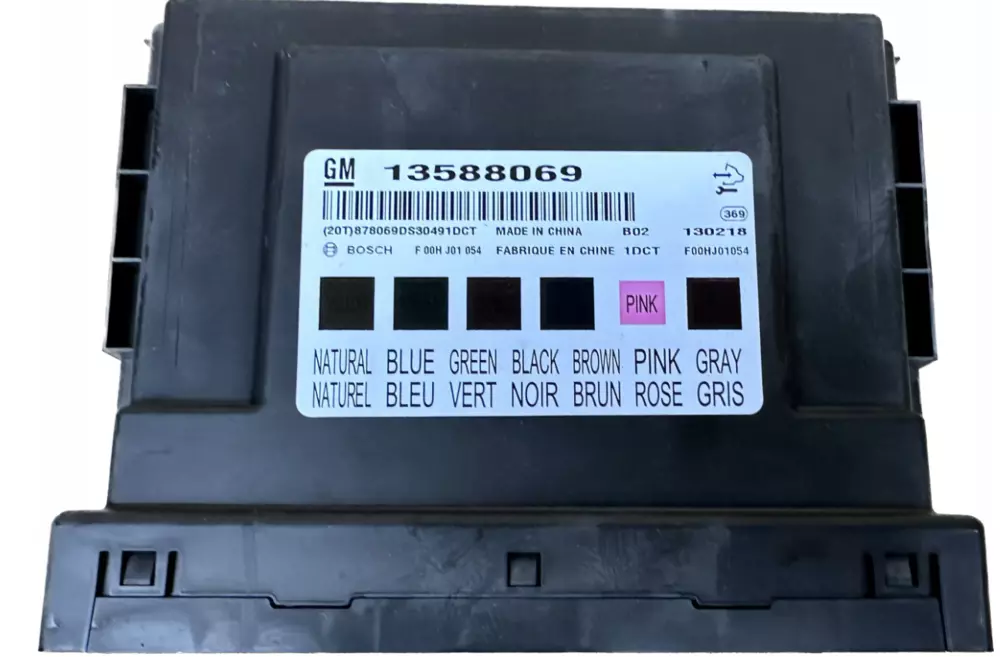 GM 13588069
369
(20T)878069DS30491DCT MADE IN CHINA B02 130218
BOSCH F 00H J01 054 FABRIQUE EN CHINE 1DCT F00HJ01054
PINK
NATURAL BLUE GREEN BLACK BROWN PINK GRAY
NATUREL BLEU VERT NOIR BRUN ROSE GRIS